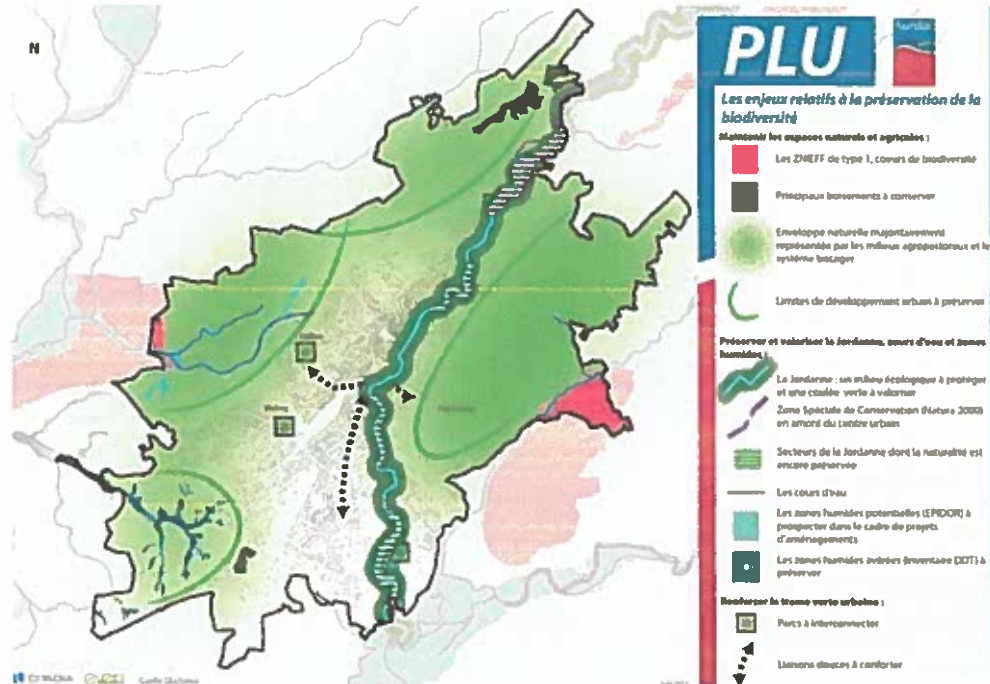 N
PLU
Les enjeux relatifs à la préservation de la
biodiversité
Maintenir les espaces naturels et agricoles :
Les ZNIEFF de type 1, coeurs de biodiversité
Principaux boisements à conserver
Enveloppe naturelle majoritairement
représentée par les milieux agropastoraux et le
système bocager
Limites de développement urbain à préserver
Préserver et valoriser la Jordanne, cours d'eau et zones
humides :
La Jordanne : un milieu écologique à protéger
et une coulée verte à valoriser
Zone Spéciale de Conservation (Natura 2000)
en amont du centre urbain
Secteurs de la Jordanne dont la naturalité est
encore préservée
Les cours d'eau
Les zones humides potentielles (EPIDOR) à
prospecter dans le cadre de projets
d'aménagements
Les zones humides avérées (inventaire DDT) à
préserver
Renforcer la trame verte urbaine :
Parcs à interconnecter
Liaisons douces à conforter